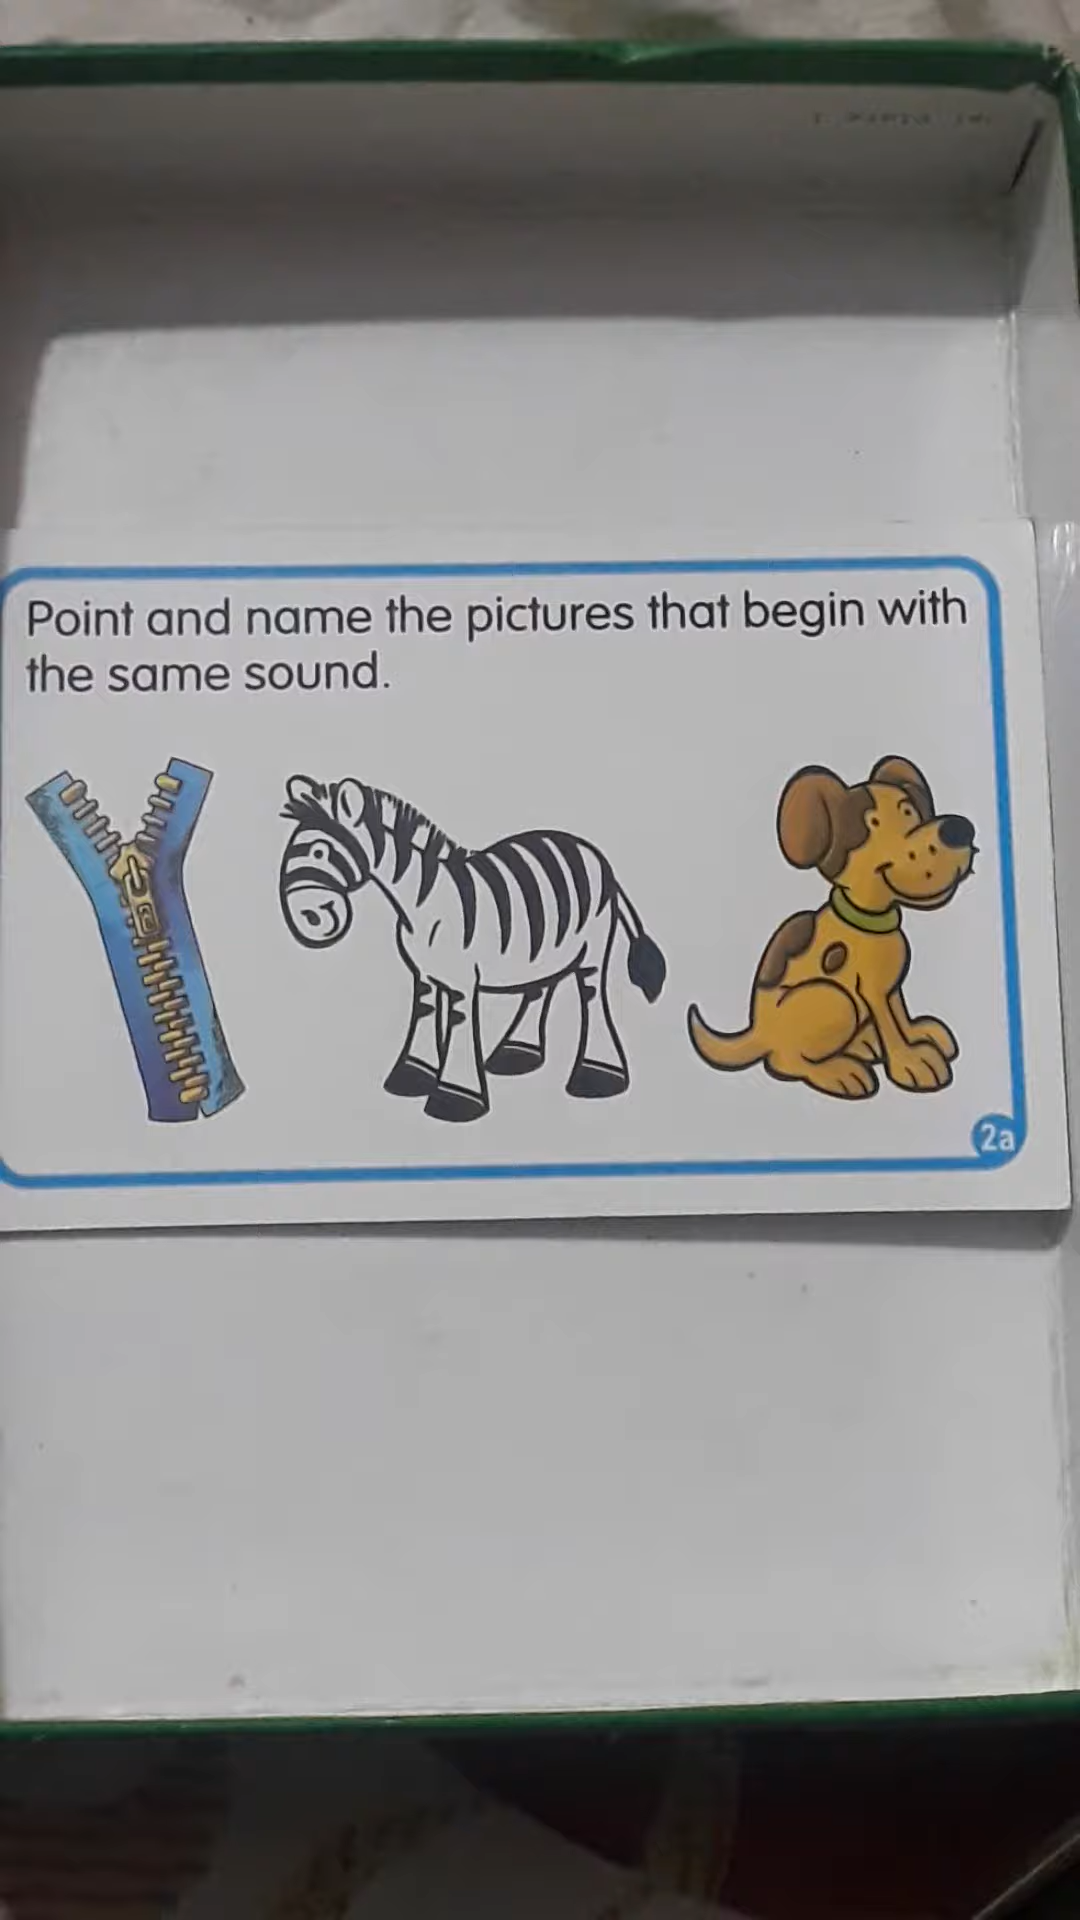 Point and name the pictures that begin with
the same sound.
2a